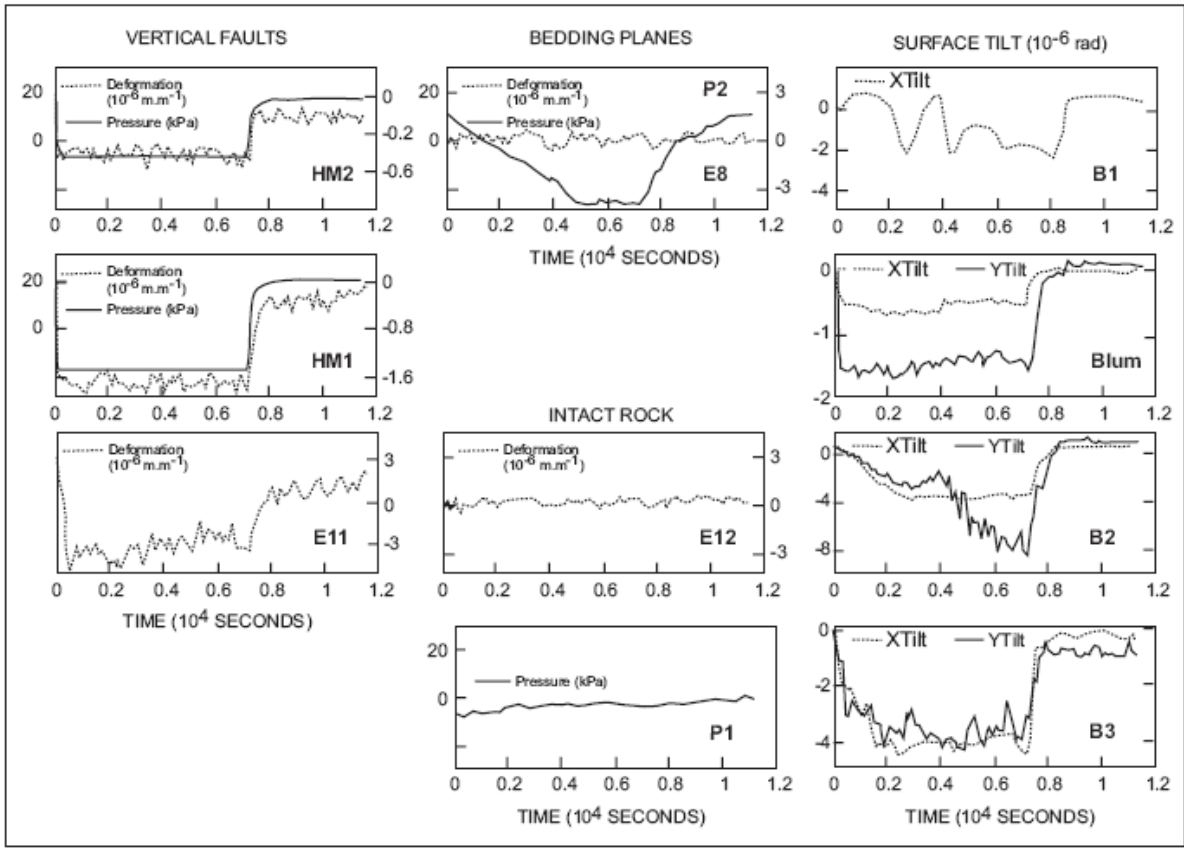 VERTICAL FAULTS
BEDDING PLANES
SURFACE TILT (10⁻⁶ rad)
20
0
Deformation
(10⁻⁶ m.m⁻¹)
Pressure (kPa)
HM2
0
-0.2
-0.4
-0.6
0 0.2 0.4 0.6 0.8 1 1.2
20
0
Deformation
(10⁻⁶ m.m⁻¹)
Pressure (kPa)
P2
E8
3
0
-3
0 0.2 0.4 0.6 0.8 1 1.2
TIME (10⁴ SECONDS)
XTilt
0
-2
-4
B1
0 0.2 0.4 0.6 0.8 1 1.2
20
0
Deformation
(10⁻⁶ m.m⁻¹)
Pressure (kPa)
HM1
0
-0.8
-1.6
0 0.2 0.4 0.6 0.8 1 1.2
XTilt YTilt
0
-1
-2
Blum
0 0.2 0.4 0.6 0.8 1 1.2
INTACT ROCK
Deformation
(10⁻⁶ m.m⁻¹)
E11
3
0
-3
0 0.2 0.4 0.6 0.8 1 1.2
TIME (10⁴ SECONDS)
Deformation
(10⁻⁶ m.m⁻¹)
E12
3
0
-3
0 0.2 0.4 0.6 0.8 1 1.2
XTilt YTilt
0
-4
-8
B2
0 0.2 0.4 0.6 0.8 1 1.2
20
0
Pressure (kPa)
P1
0 0.2 0.4 0.6 0.8 1 1.2
TIME (10⁴ SECONDS)
XTilt YTilt
0
-2
-4
B3
0 0.2 0.4 0.6 0.8 1 1.2
TIME (10⁴ SECONDS)